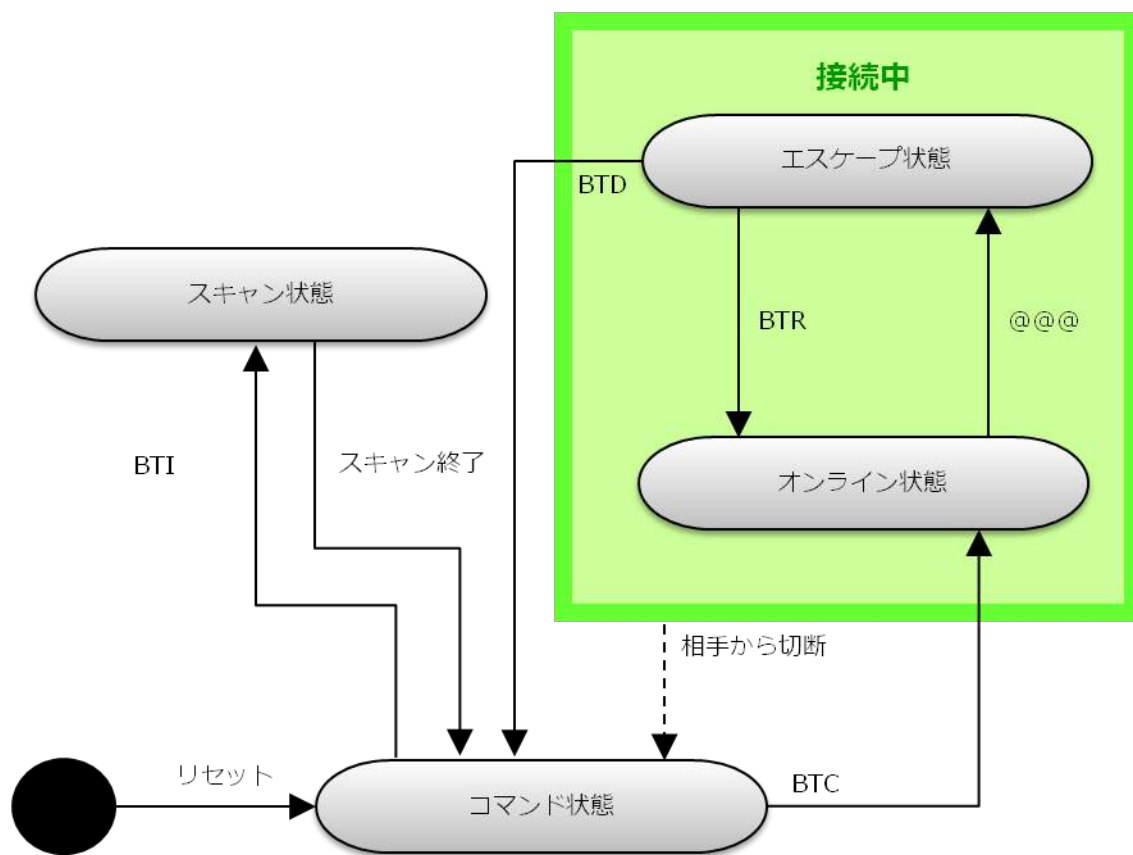 接続中
エスケープ状態
BTD
スキャン状態
BTR
@@@
BTI
スキャン終了
オンライン状態
相手から切断
リセット
コマンド状態
BTC